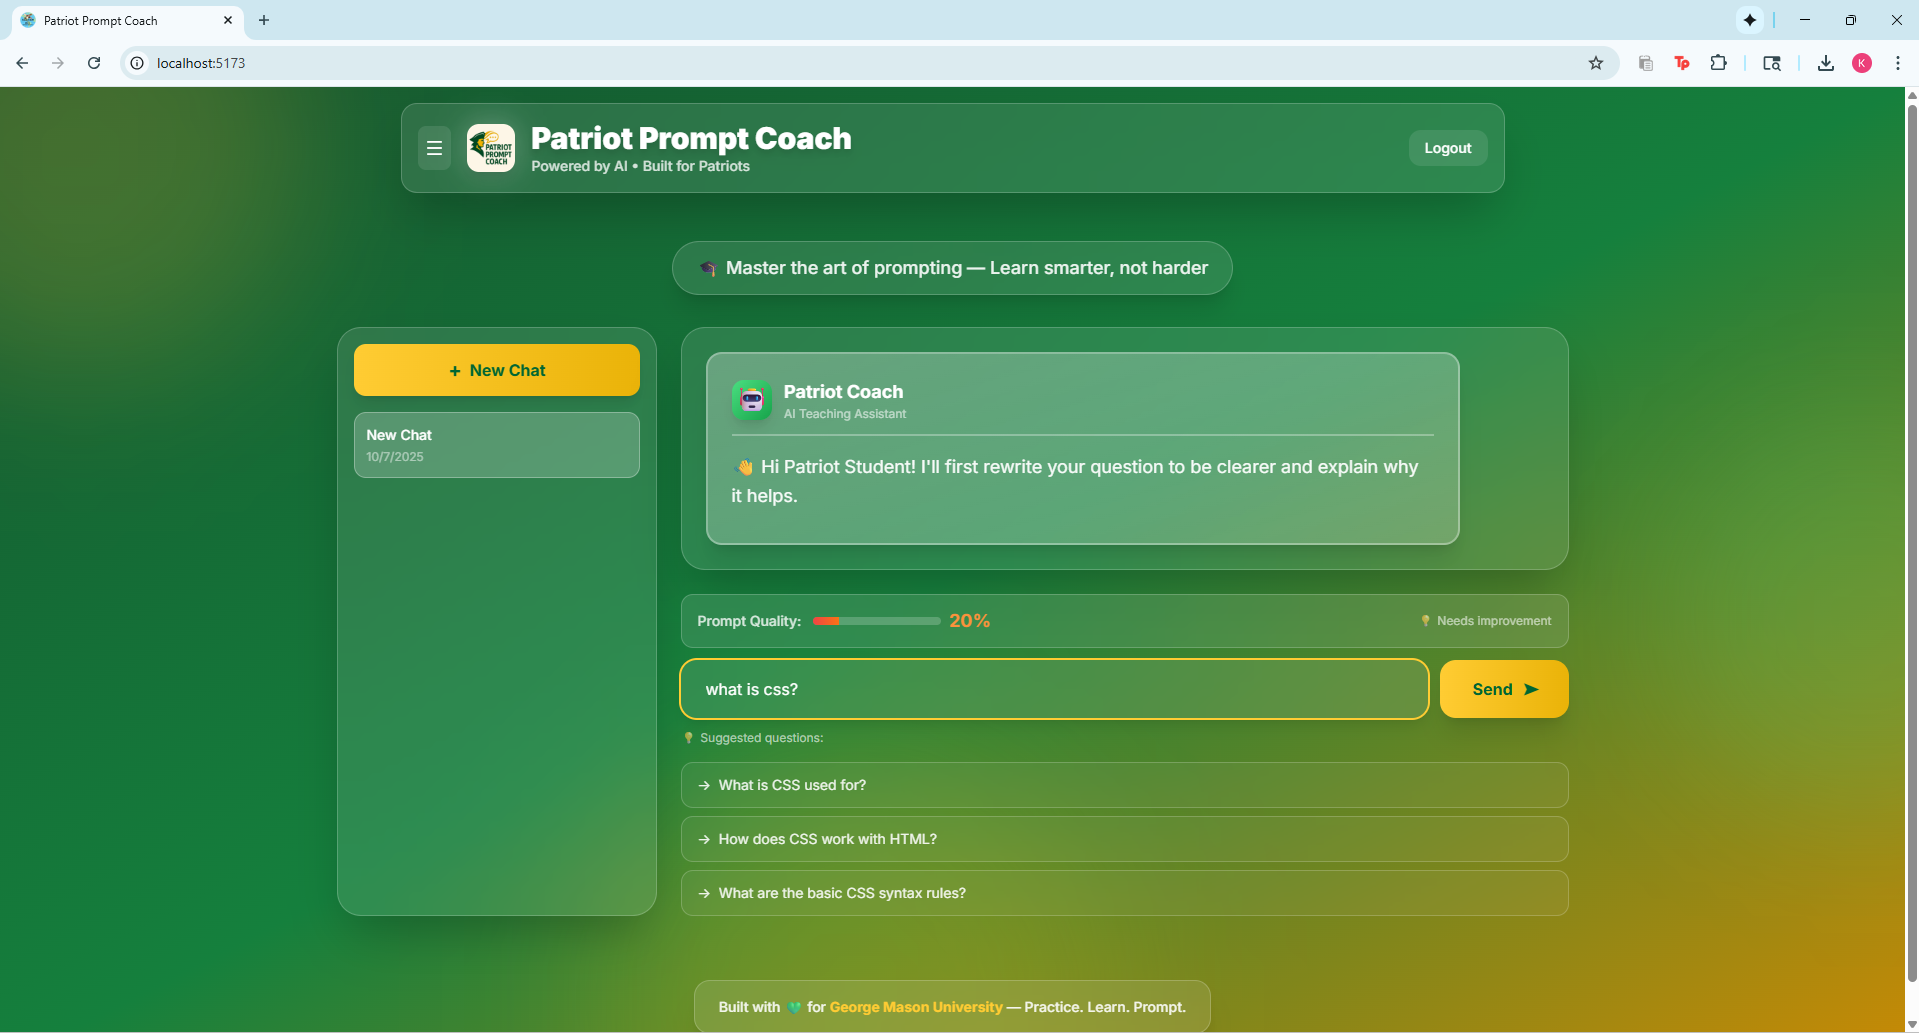 Patriot Prompt Coach
localhost:5173
Tp
K
PATRIOT
PROMPT
COACH
Patriot Prompt Coach
Powered by AI • Built for Patriots
Logout
🎓 Master the art of prompting — Learn smarter, not harder
+ New Chat
New Chat
10/7/2025
Patriot Coach
AI Teaching Assistant
👋 Hi Patriot Student! I'll first rewrite your question to be clearer and explain why
it helps.
Prompt Quality: 20%
💡 Needs improvement
what is css?
Send ➤
💡 Suggested questions:
→ What is CSS used for?
→ How does CSS work with HTML?
→ What are the basic CSS syntax rules?
Built with 💚 for George Mason University — Practice. Learn. Prompt.